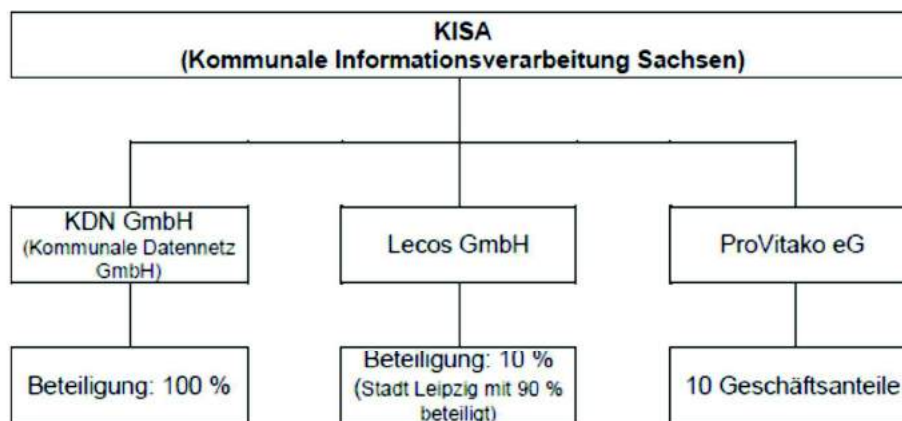 KISA
(Kommunale Informationsverarbeitung Sachsen)
KDN GmbH
(Kommunale Datennetz
GmbH)
Lecos GmbH
ProVitako eG
Beteiligung: 100 %
Beteiligung: 10 %
(Stadt Leipzig mit 90 %
beteiligt)
10 Geschäftsanteile